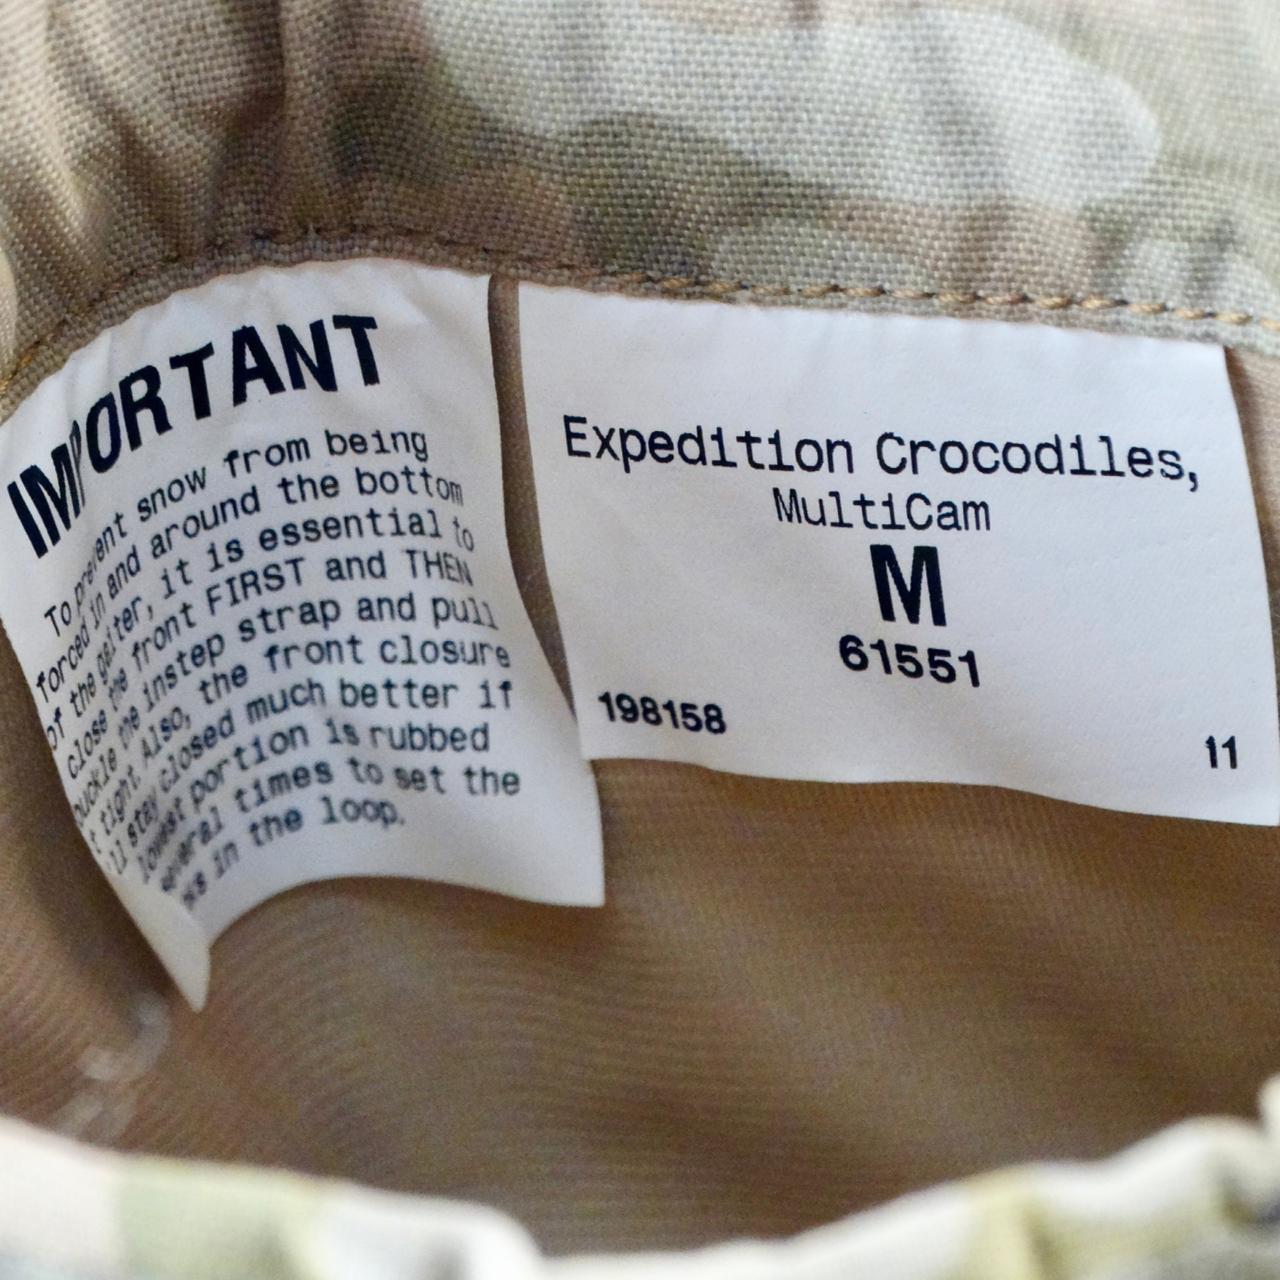 IMPORTANT
To prevent snow from being
forced in and around the bottom
of the gaiter, it is essential to
close the front FIRST and THEN
buckle the instep strap and pull
it tight. Also, the front closure
stay closed much better if
lowest portion is rubbed
several times to set the
in the loop.
Expedition Crocodiles,
MultiCam
M
61551
198158
11